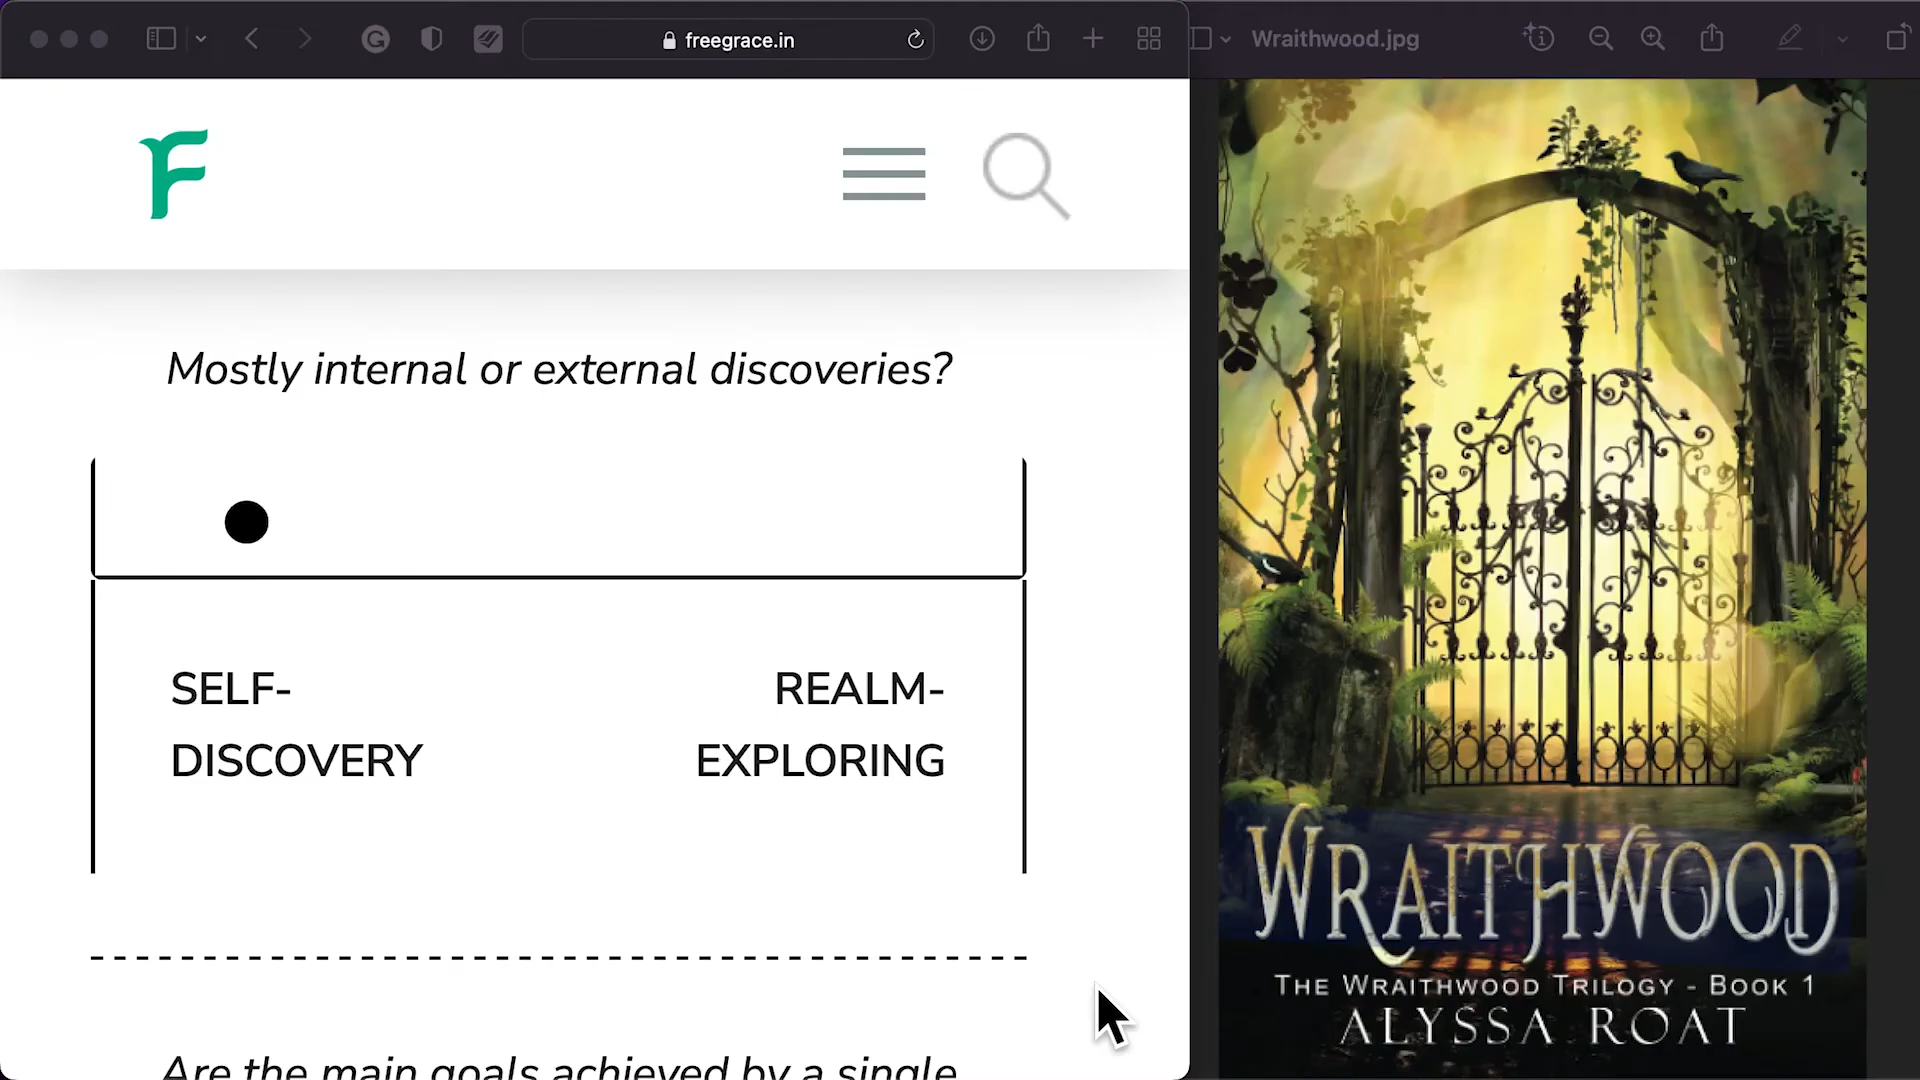 freegrace.in
Wraithwood.jpg
Mostly internal or external discoveries?
SELF-
DISCOVERY
REALM-
EXPLORING
Are the main goals achieved by a single
WRAITHWOOD
THE WRAITHWOOD TRILOGY - BOOK 1
ALYSSA ROAT